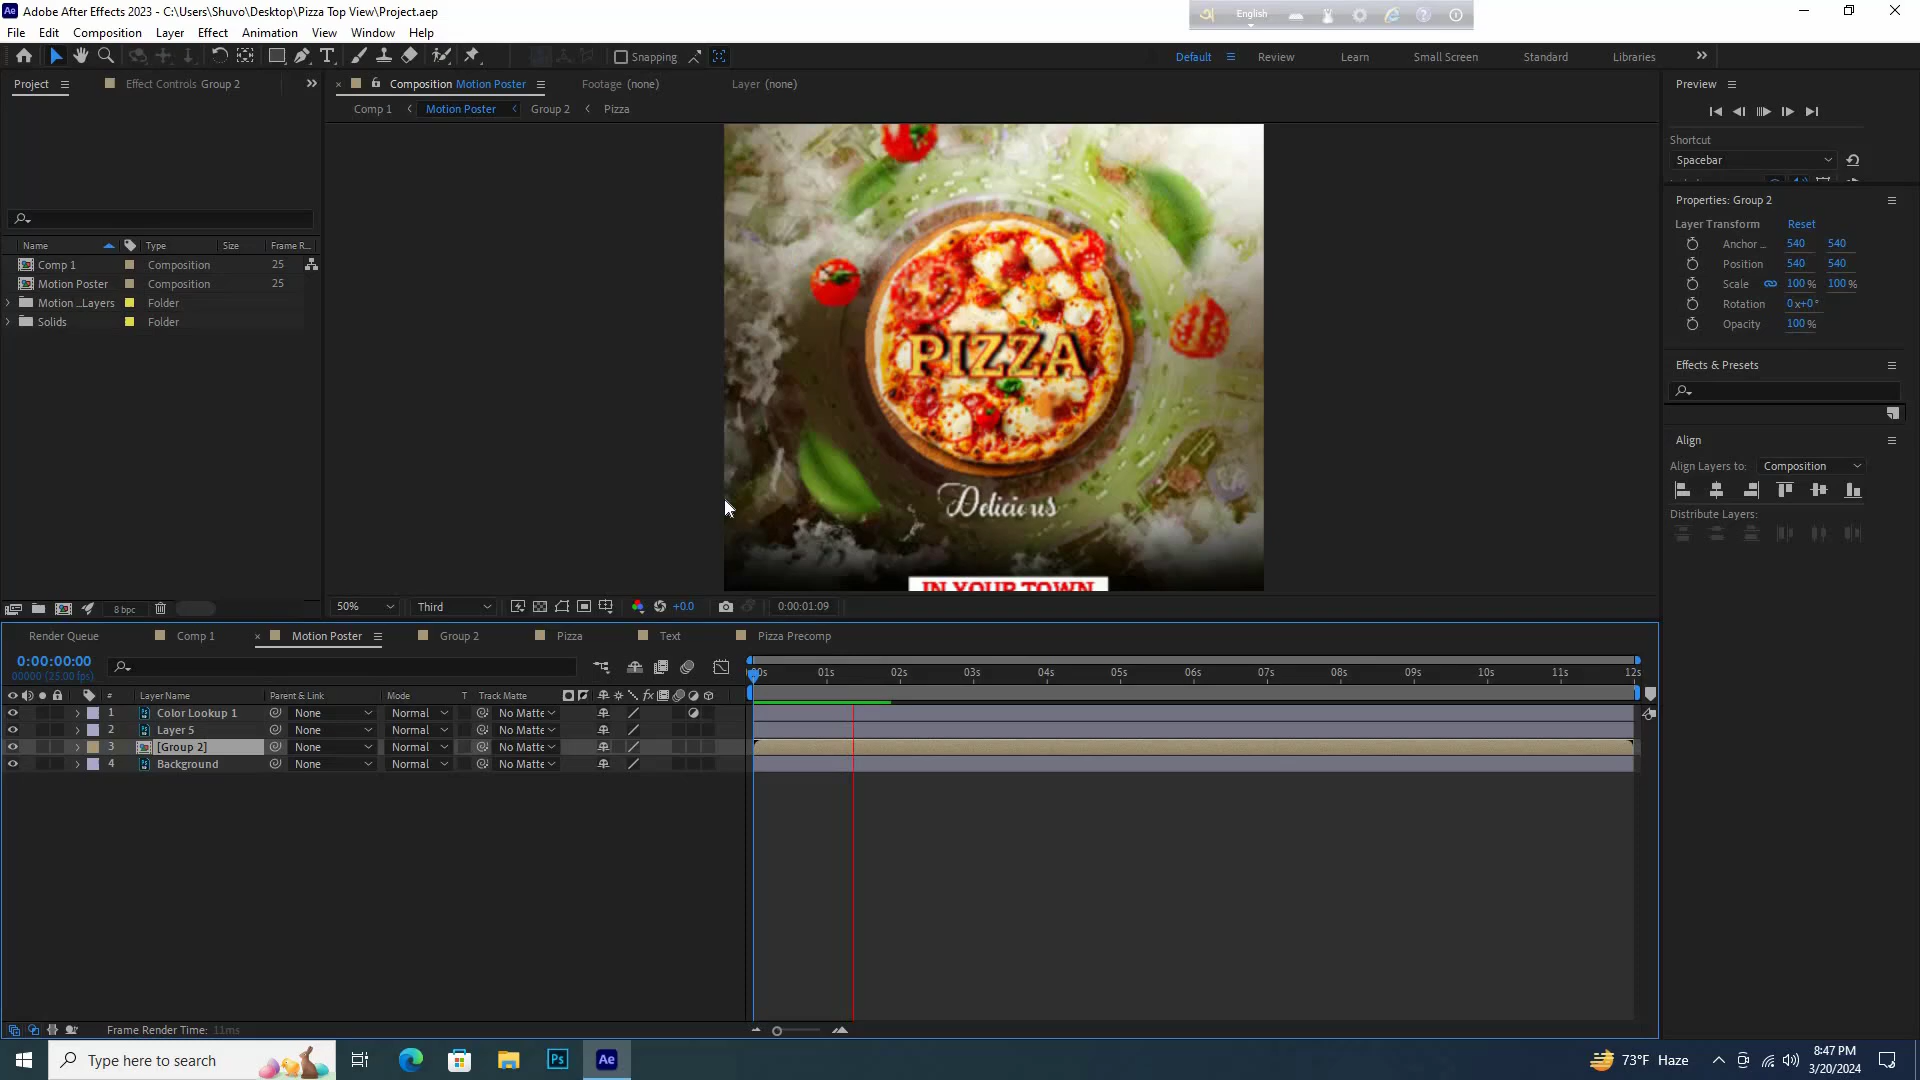 Adobe After Effects 2023 - C:\Users\Shuvo\Desktop\Pizza Top View\Project.aep
English
File Edit Composition Layer Effect Animation View Window Help
Snapping
Default Review Learn Small Screen Standard Libraries
Project Effect Controls Group 2
Composition Motion Poster Footage (none) Layer (none)
Comp 1 Motion Poster Group 2 Pizza
Name Type Size Frame R...
Comp 1 Composition 25
Motion Poster Composition 25
Motion ...Layers Folder
Solids Folder
8 bpc
PIZZA
Delicious
IN YOUR TOWN
50% Third +0.0 0:00:01:09
Preview
Shortcut
Spacebar
Properties: Group 2
Layer Transform Reset
Anchor ... 540 540
Position 540 540
Scale 100 % 100 %
Rotation 0x+0°
Opacity 100 %
Effects & Presets
Align
Align Layers to: Composition
Distribute Layers:
Render Queue Comp 1 Motion Poster Group 2 Pizza Text Pizza Precomp
0:00:00:00
00000 (25.00 fps)
# Layer Name Parent & Link Mode T Track Matte
:00s 01s 02s 03s 04s 05s 06s 07s 08s 09s 10s 11s 12s
1 Color Lookup 1 None Normal No Matte
2 Layer 5 None Normal No Matte
3 [Group 2] None Normal No Matte
4 Background None Normal No Matte
Frame Render Time: 11ms
Type here to search
Ps
Ae
73°F Haze
8:47 PM
3/20/2024